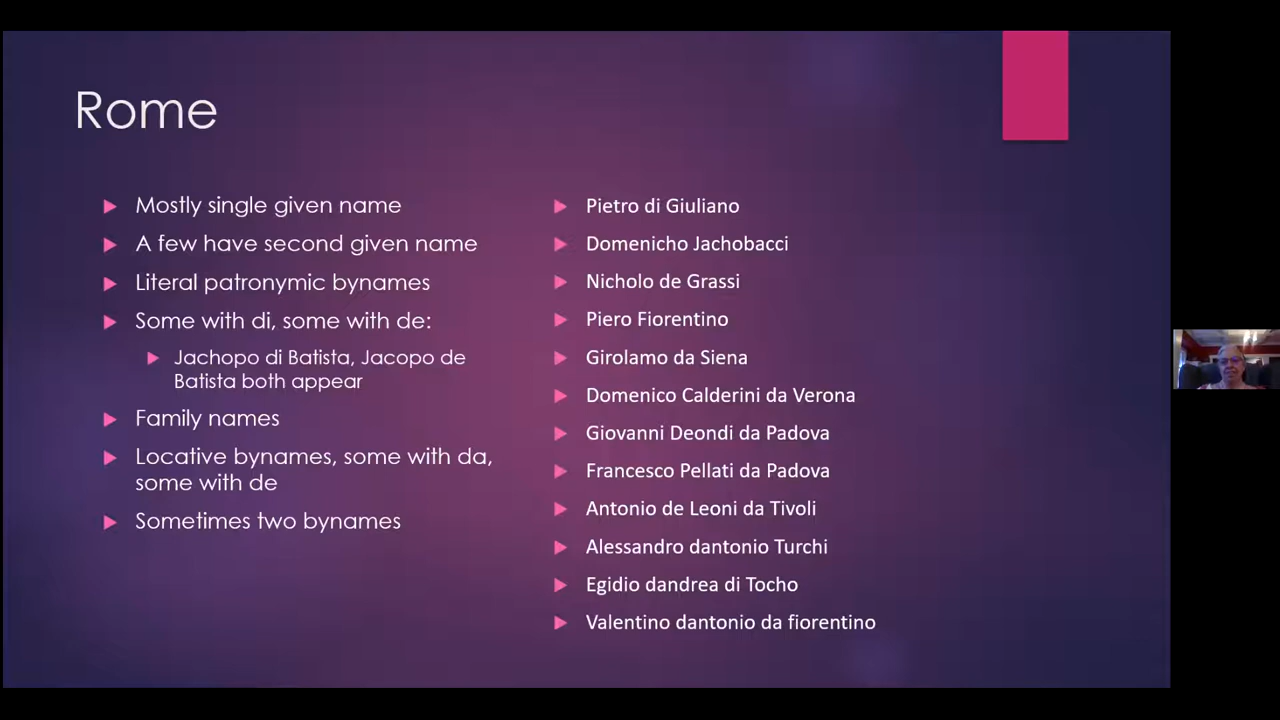 Rome
Mostly single given name
A few have second given name
Literal patronymic bynames
Some with di, some with de:
Jachopo di Batista, Jacopo de
Batista both appear
Family names
Locative bynames, some with da,
some with de
Sometimes two bynames
Pietro di Giuliano
Domenicho Jachobacci
Nicholo de Grassi
Piero Fiorentino
Girolamo da Siena
Domenico Calderini da Verona
Giovanni Deondi da Padova
Francesco Pellati da Padova
Antonio de Leoni da Tivoli
Alessandro dantonio Turchi
Egidio dandrea di Tocho
Valentino dantonio da fiorentino